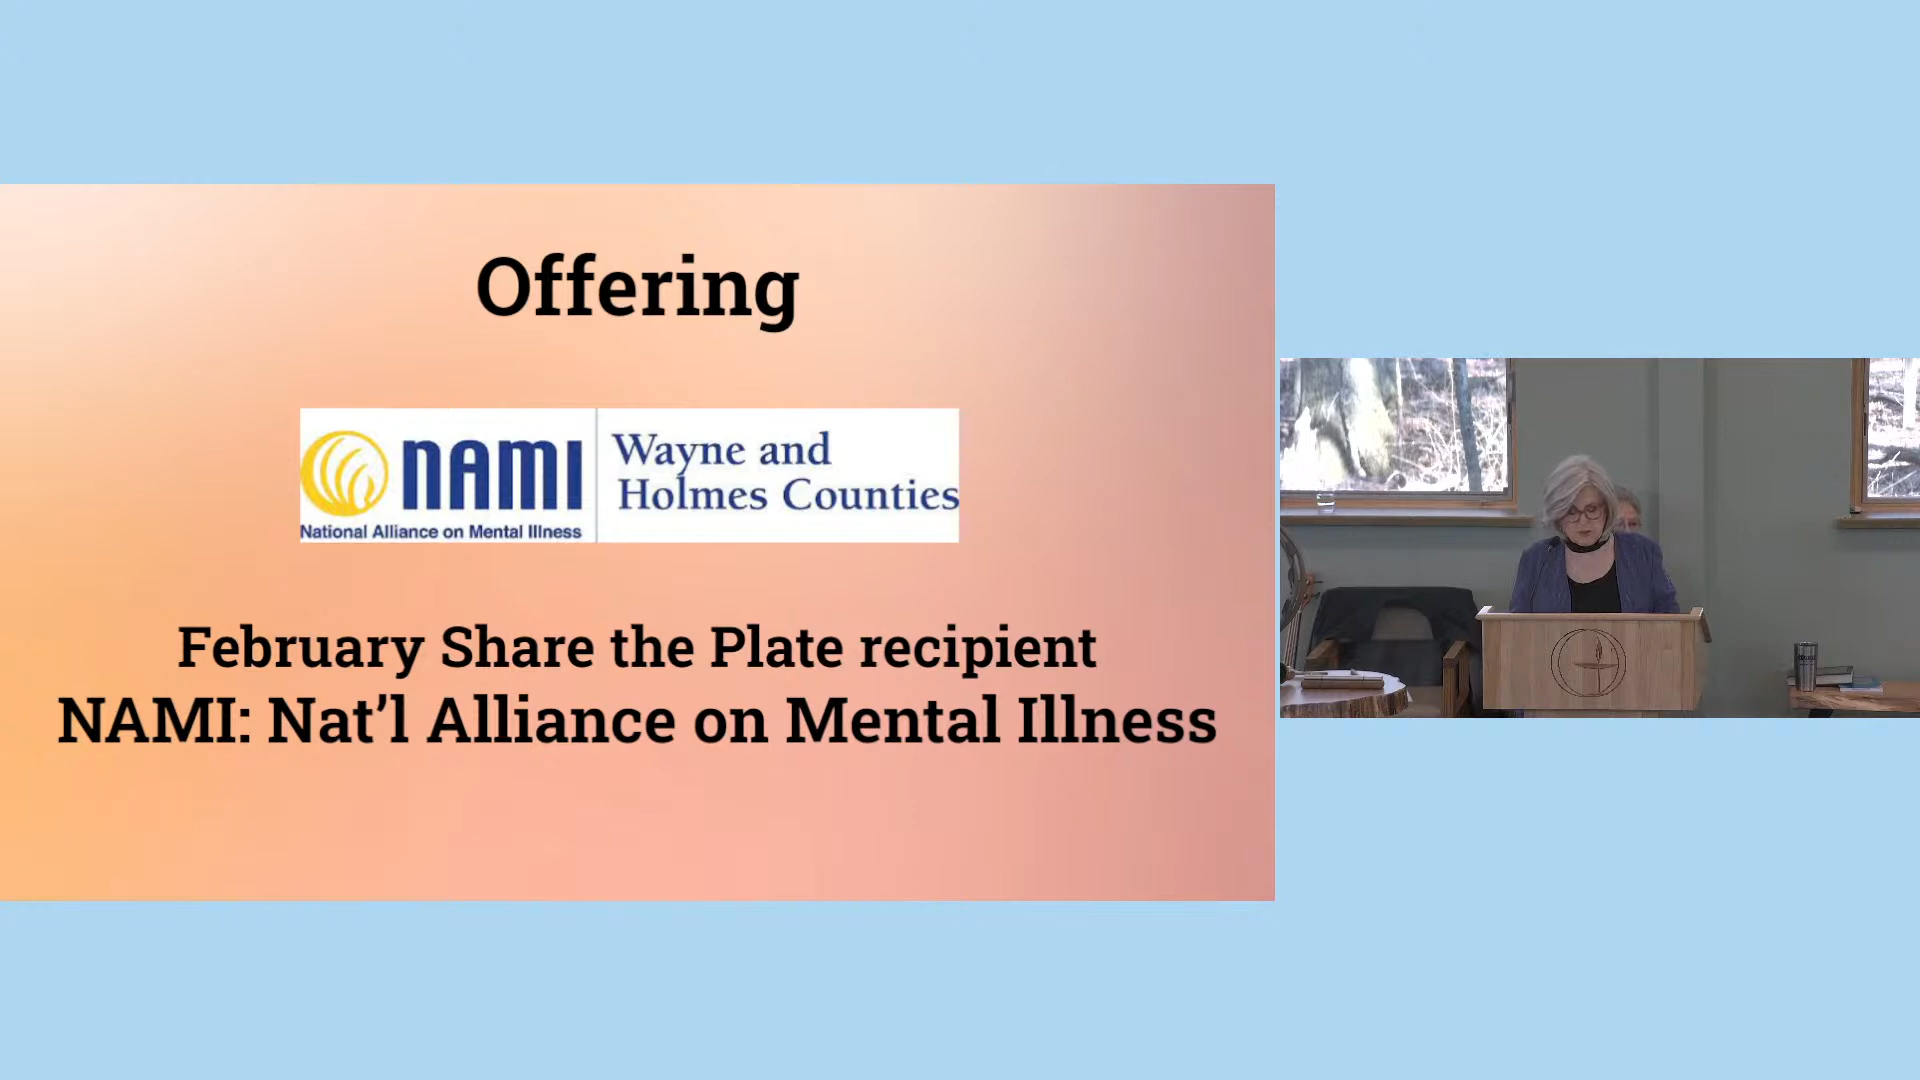 Offering
NAMI
National Alliance on Mental Illness
Wayne and
Holmes Counties
February Share the Plate recipient
NAMI: Nat’l Alliance on Mental Illness